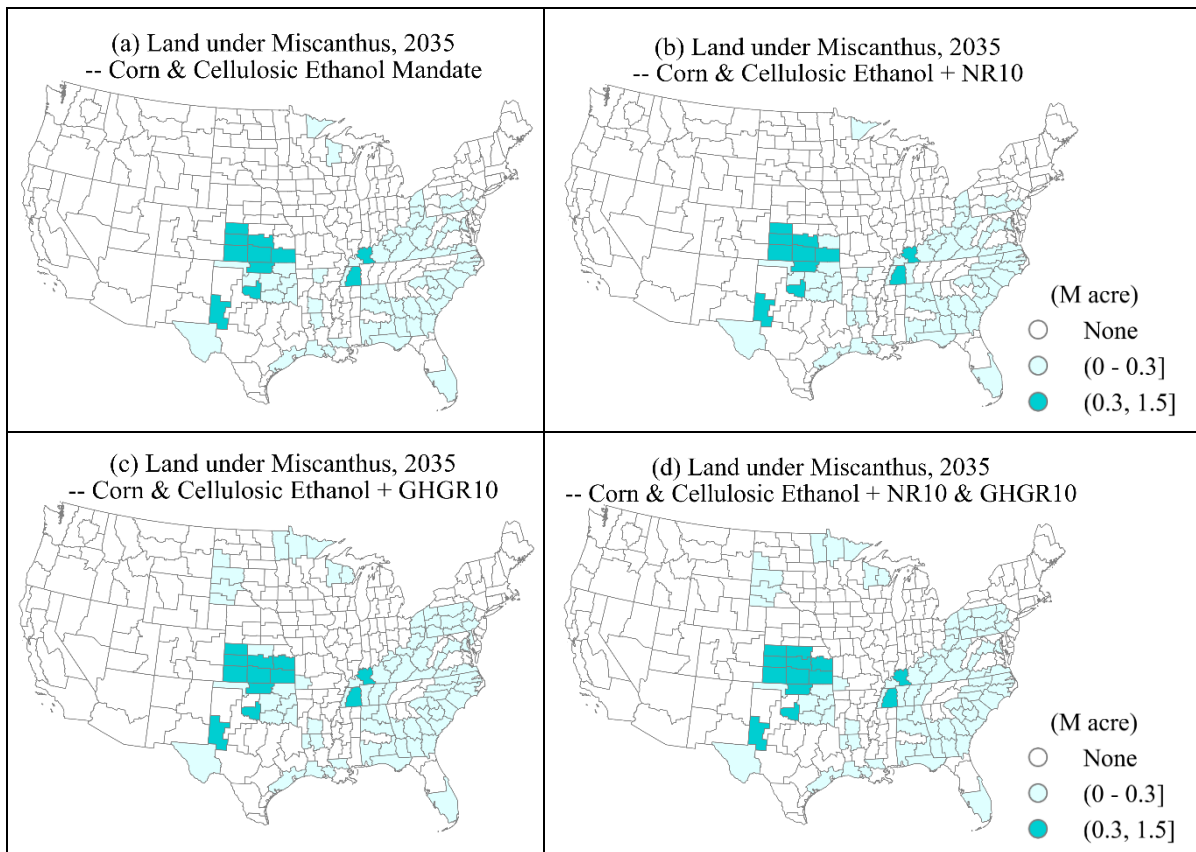 (a) Land under Miscanthus, 2035
-- Corn & Cellulosic Ethanol Mandate
(b) Land under Miscanthus, 2035
-- Corn & Cellulosic Ethanol + NR10
(M acre)
None
(0 - 0.3]
(0.3, 1.5]
(c) Land under Miscanthus, 2035
-- Corn & Cellulosic Ethanol + GHGR10
(d) Land under Miscanthus, 2035
-- Corn & Cellulosic Ethanol + NR10 & GHGR10
(M acre)
None
(0 - 0.3]
(0.3, 1.5]